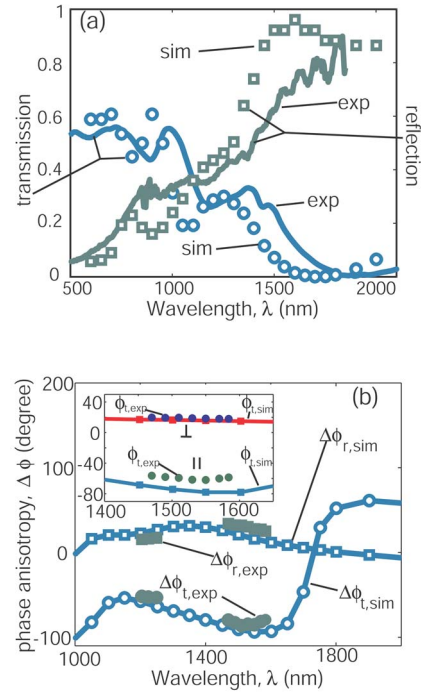 (a)
1
0.8
0.6
0.4
0.2
0
transmission
reflection
sim
exp
exp
sim
500
1000
1500
2000
Wavelength, λ (nm)
(b)
200
100
0
-100
phase anisotropy, Δ ϕ (degree)
40
0
-40
-80
ϕt,exp
ϕt,sim
⊥
ϕt,exp
=
ϕt,sim
1400
1500
1600
Δϕr,sim
Δϕr,exp
Δϕt,exp
Δϕt,sim
1000
1400
1800
Wavelength, λ (nm)